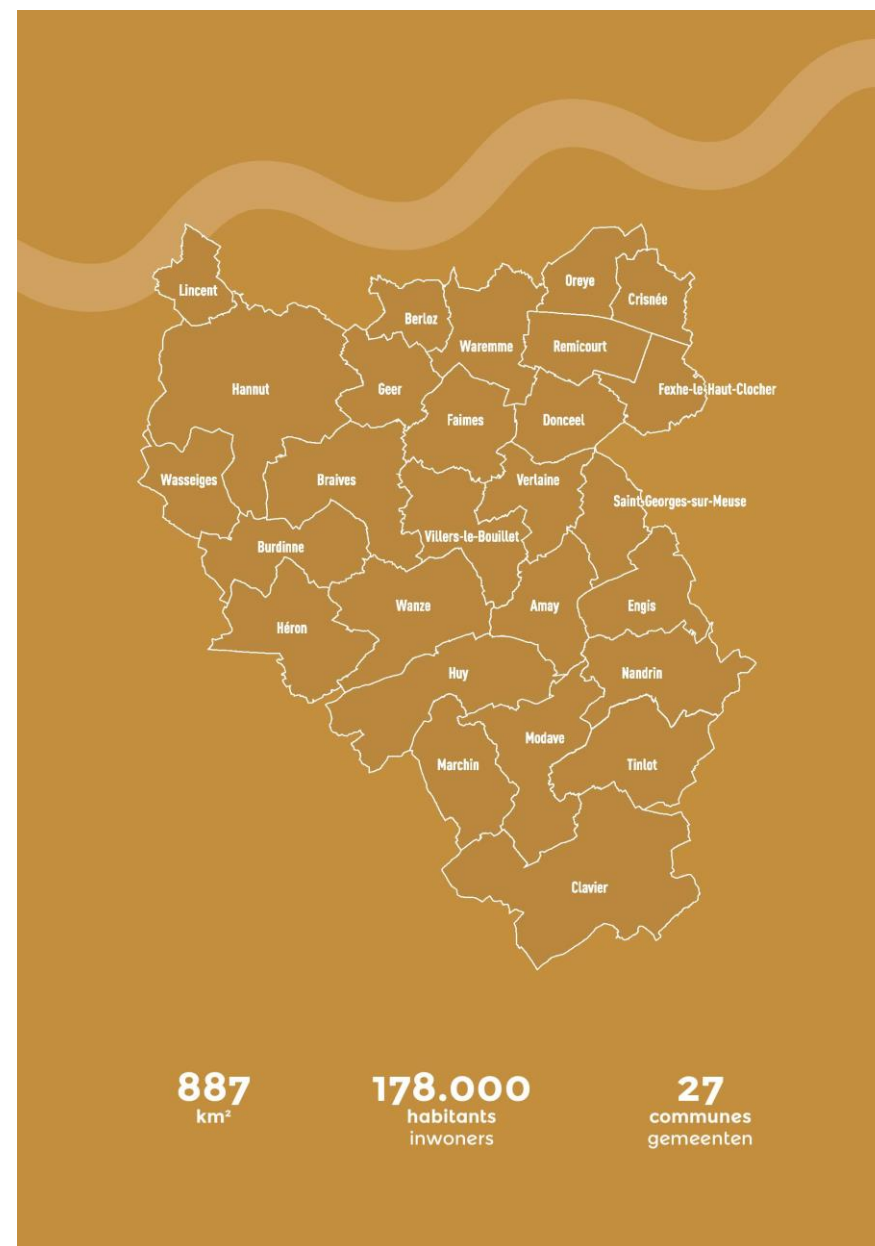 Lincent
Oreye
Crisnée
Berloz
Waremme
Remicourt
Hannut
Geer
Fexhe-le-Haut-Clocher
Faimes
Donceel
Wasseiges
Braives
Verlaine
Saint-Georges-sur-Meuse
Villers-le-Bouillet
Burdinne
Wanze
Amay
Engis
Héron
Huy
Nandrin
Modave
Marchin
Tinlot
Clavier
887
km²
178.000
habitants
inwoners
27
communes
gemeenten